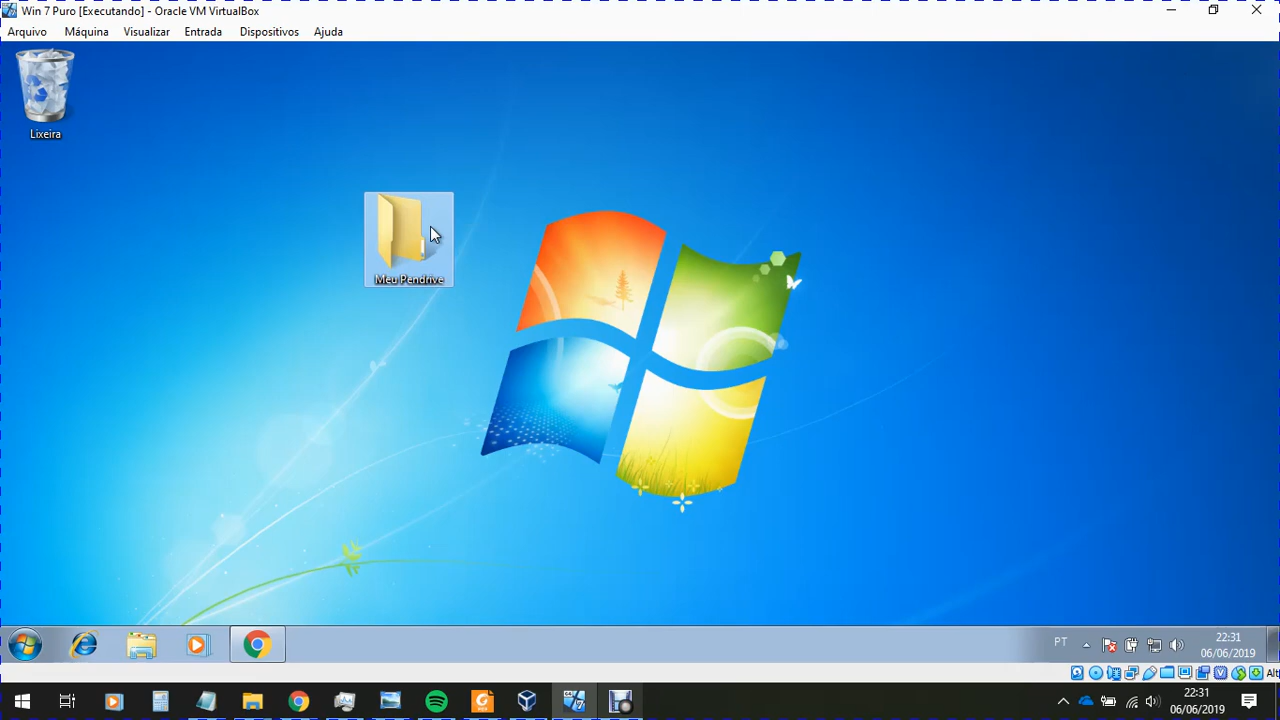 Win 7 Puro [Executando] - Oracle VM VirtualBox
Arquivo Máquina Visualizar Entrada Dispositivos Ajuda
Lixeira
Meu Pendrive
PT
22:31
06/06/2019
Alt
22:31
06/06/2019